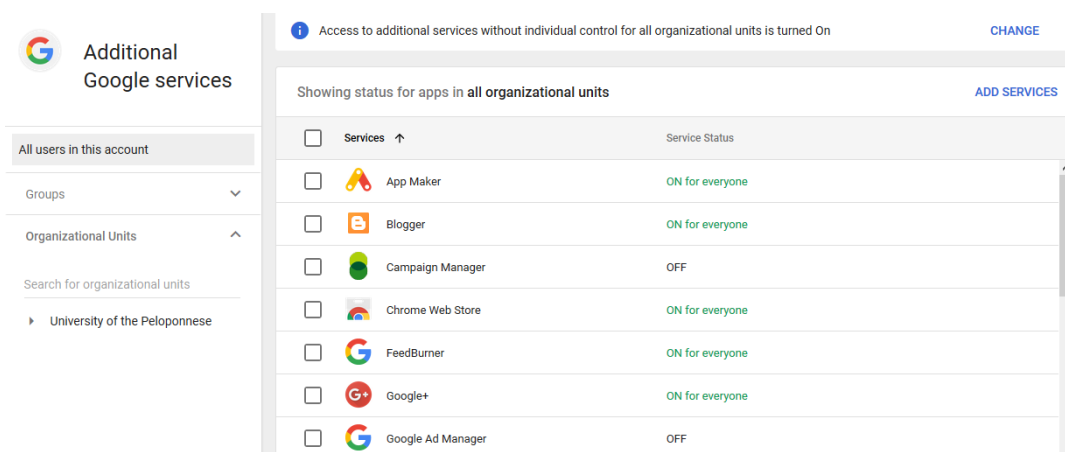 Additional
Google services
All users in this account
Groups
Organizational Units
Search for organizational units
University of the Peloponnese
Access to additional services without individual control for all organizational units is turned On
CHANGE
Showing status for apps in all organizational units
ADD SERVICES
Services
Service Status
App Maker
ON for everyone
Blogger
ON for everyone
Campaign Manager
OFF
Chrome Web Store
ON for everyone
FeedBurner
ON for everyone
Google+
ON for everyone
Google Ad Manager
OFF